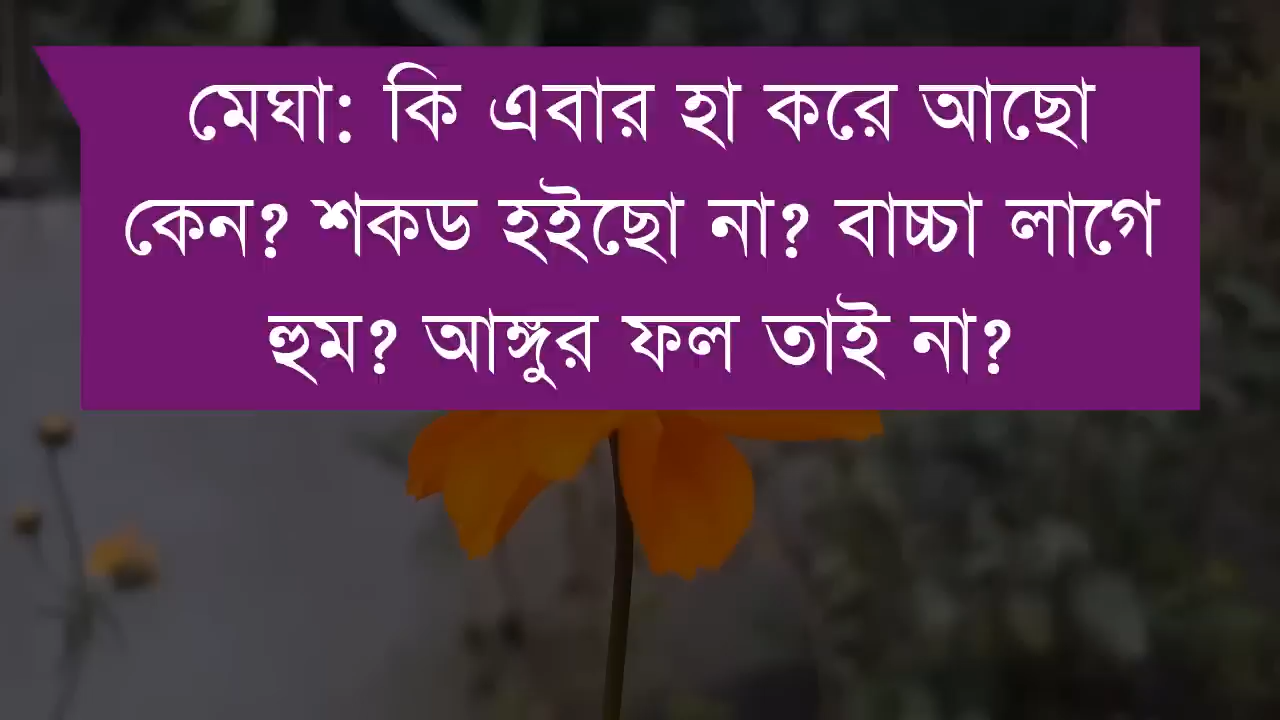 মেঘা: কি এবার হা করে আছো
কেন? শকড হইছো না? বাচ্চা লাগে
হুম? আঙ্গুর ফল তাই না?